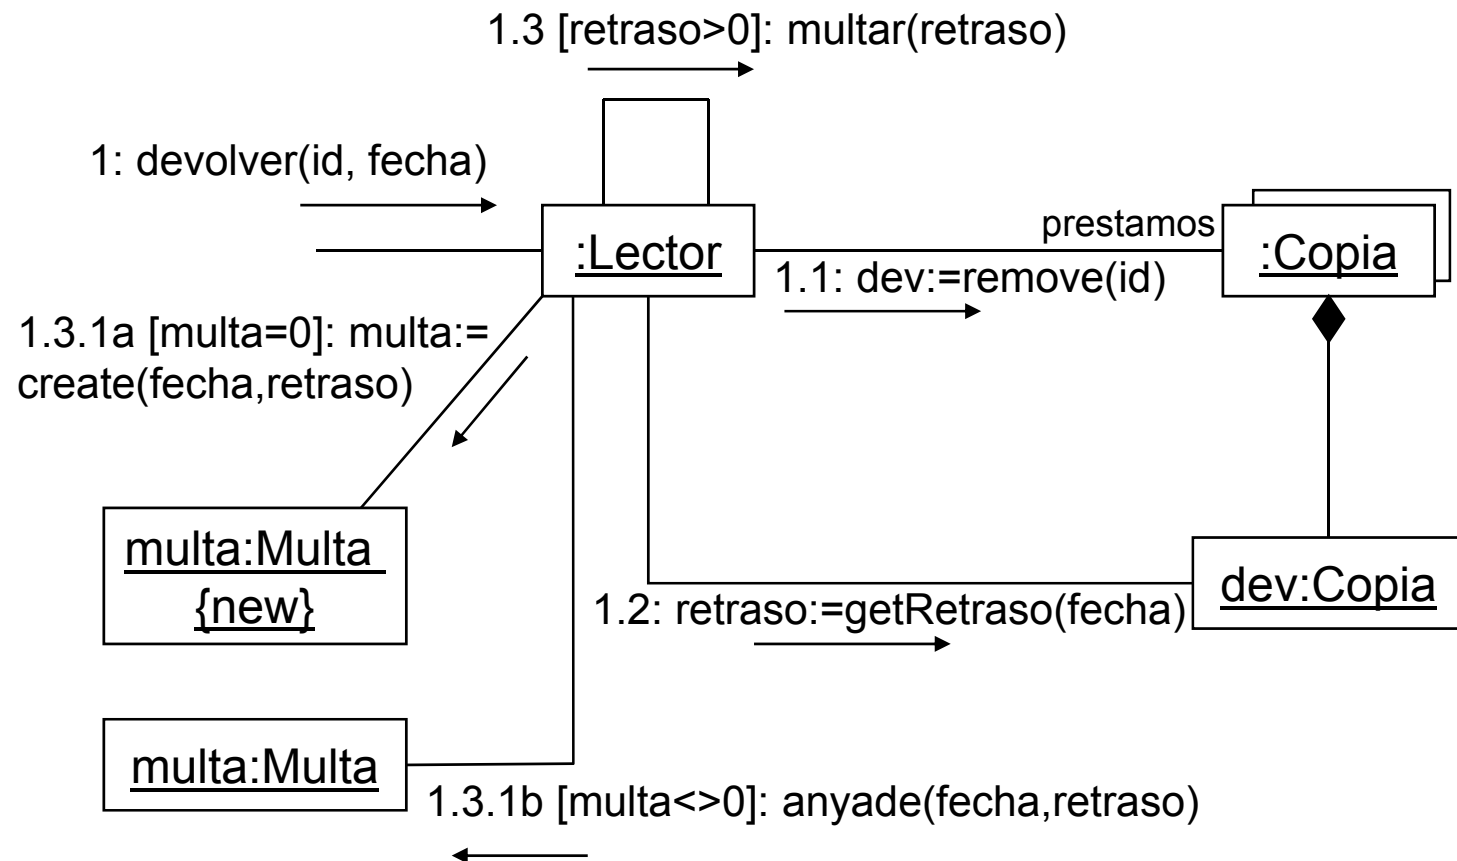 1.3 [retraso>0]: multar(retraso)
1: devolver(id, fecha)
:Lector
prestamos
:Copia
1.1: dev:=remove(id)
1.3.1a [multa=0]: multa:=
create(fecha,retraso)
multa:Multa
{new}
dev:Copia
1.2: retraso:=getRetraso(fecha)
multa:Multa
1.3.1b [multa<>0]: anyade(fecha,retraso)